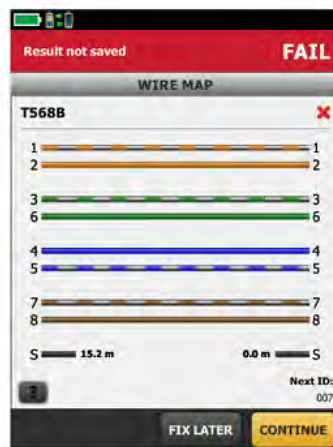 Result not saved FAIL
WIRE MAP
T568B
1 1
2 2
3 3
6 6
4 4
5 5
7 7
8 8
S 15.2 m 0.0 m S
Next ID:
007
FIX LATER CONTINUE